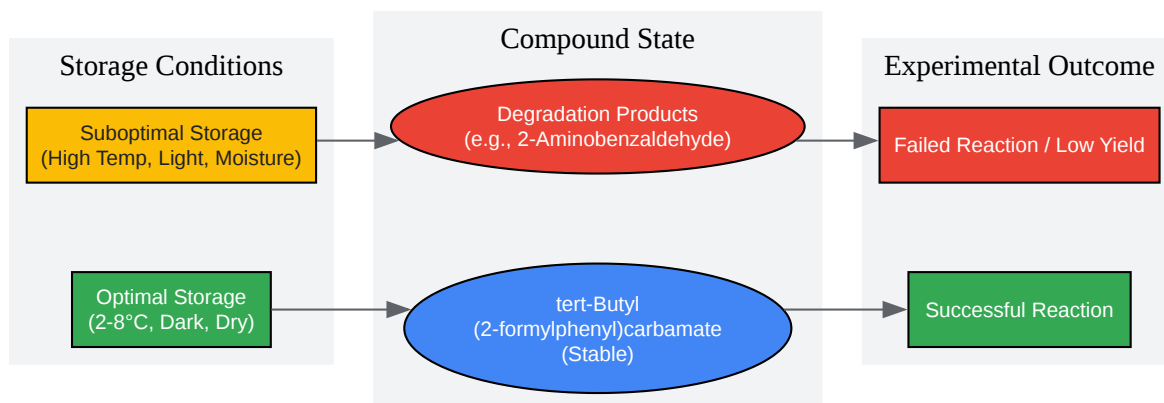 Storage Conditions
Compound State
Experimental Outcome
Suboptimal Storage
(High Temp, Light, Moisture)
Degradation Products
(e.g., 2-Aminobenzaldehyde)
Failed Reaction / Low Yield
Optimal Storage
(2-8°C, Dark, Dry)
tert-Butyl
(2-formylphenyl)carbamate
(Stable)
Successful Reaction